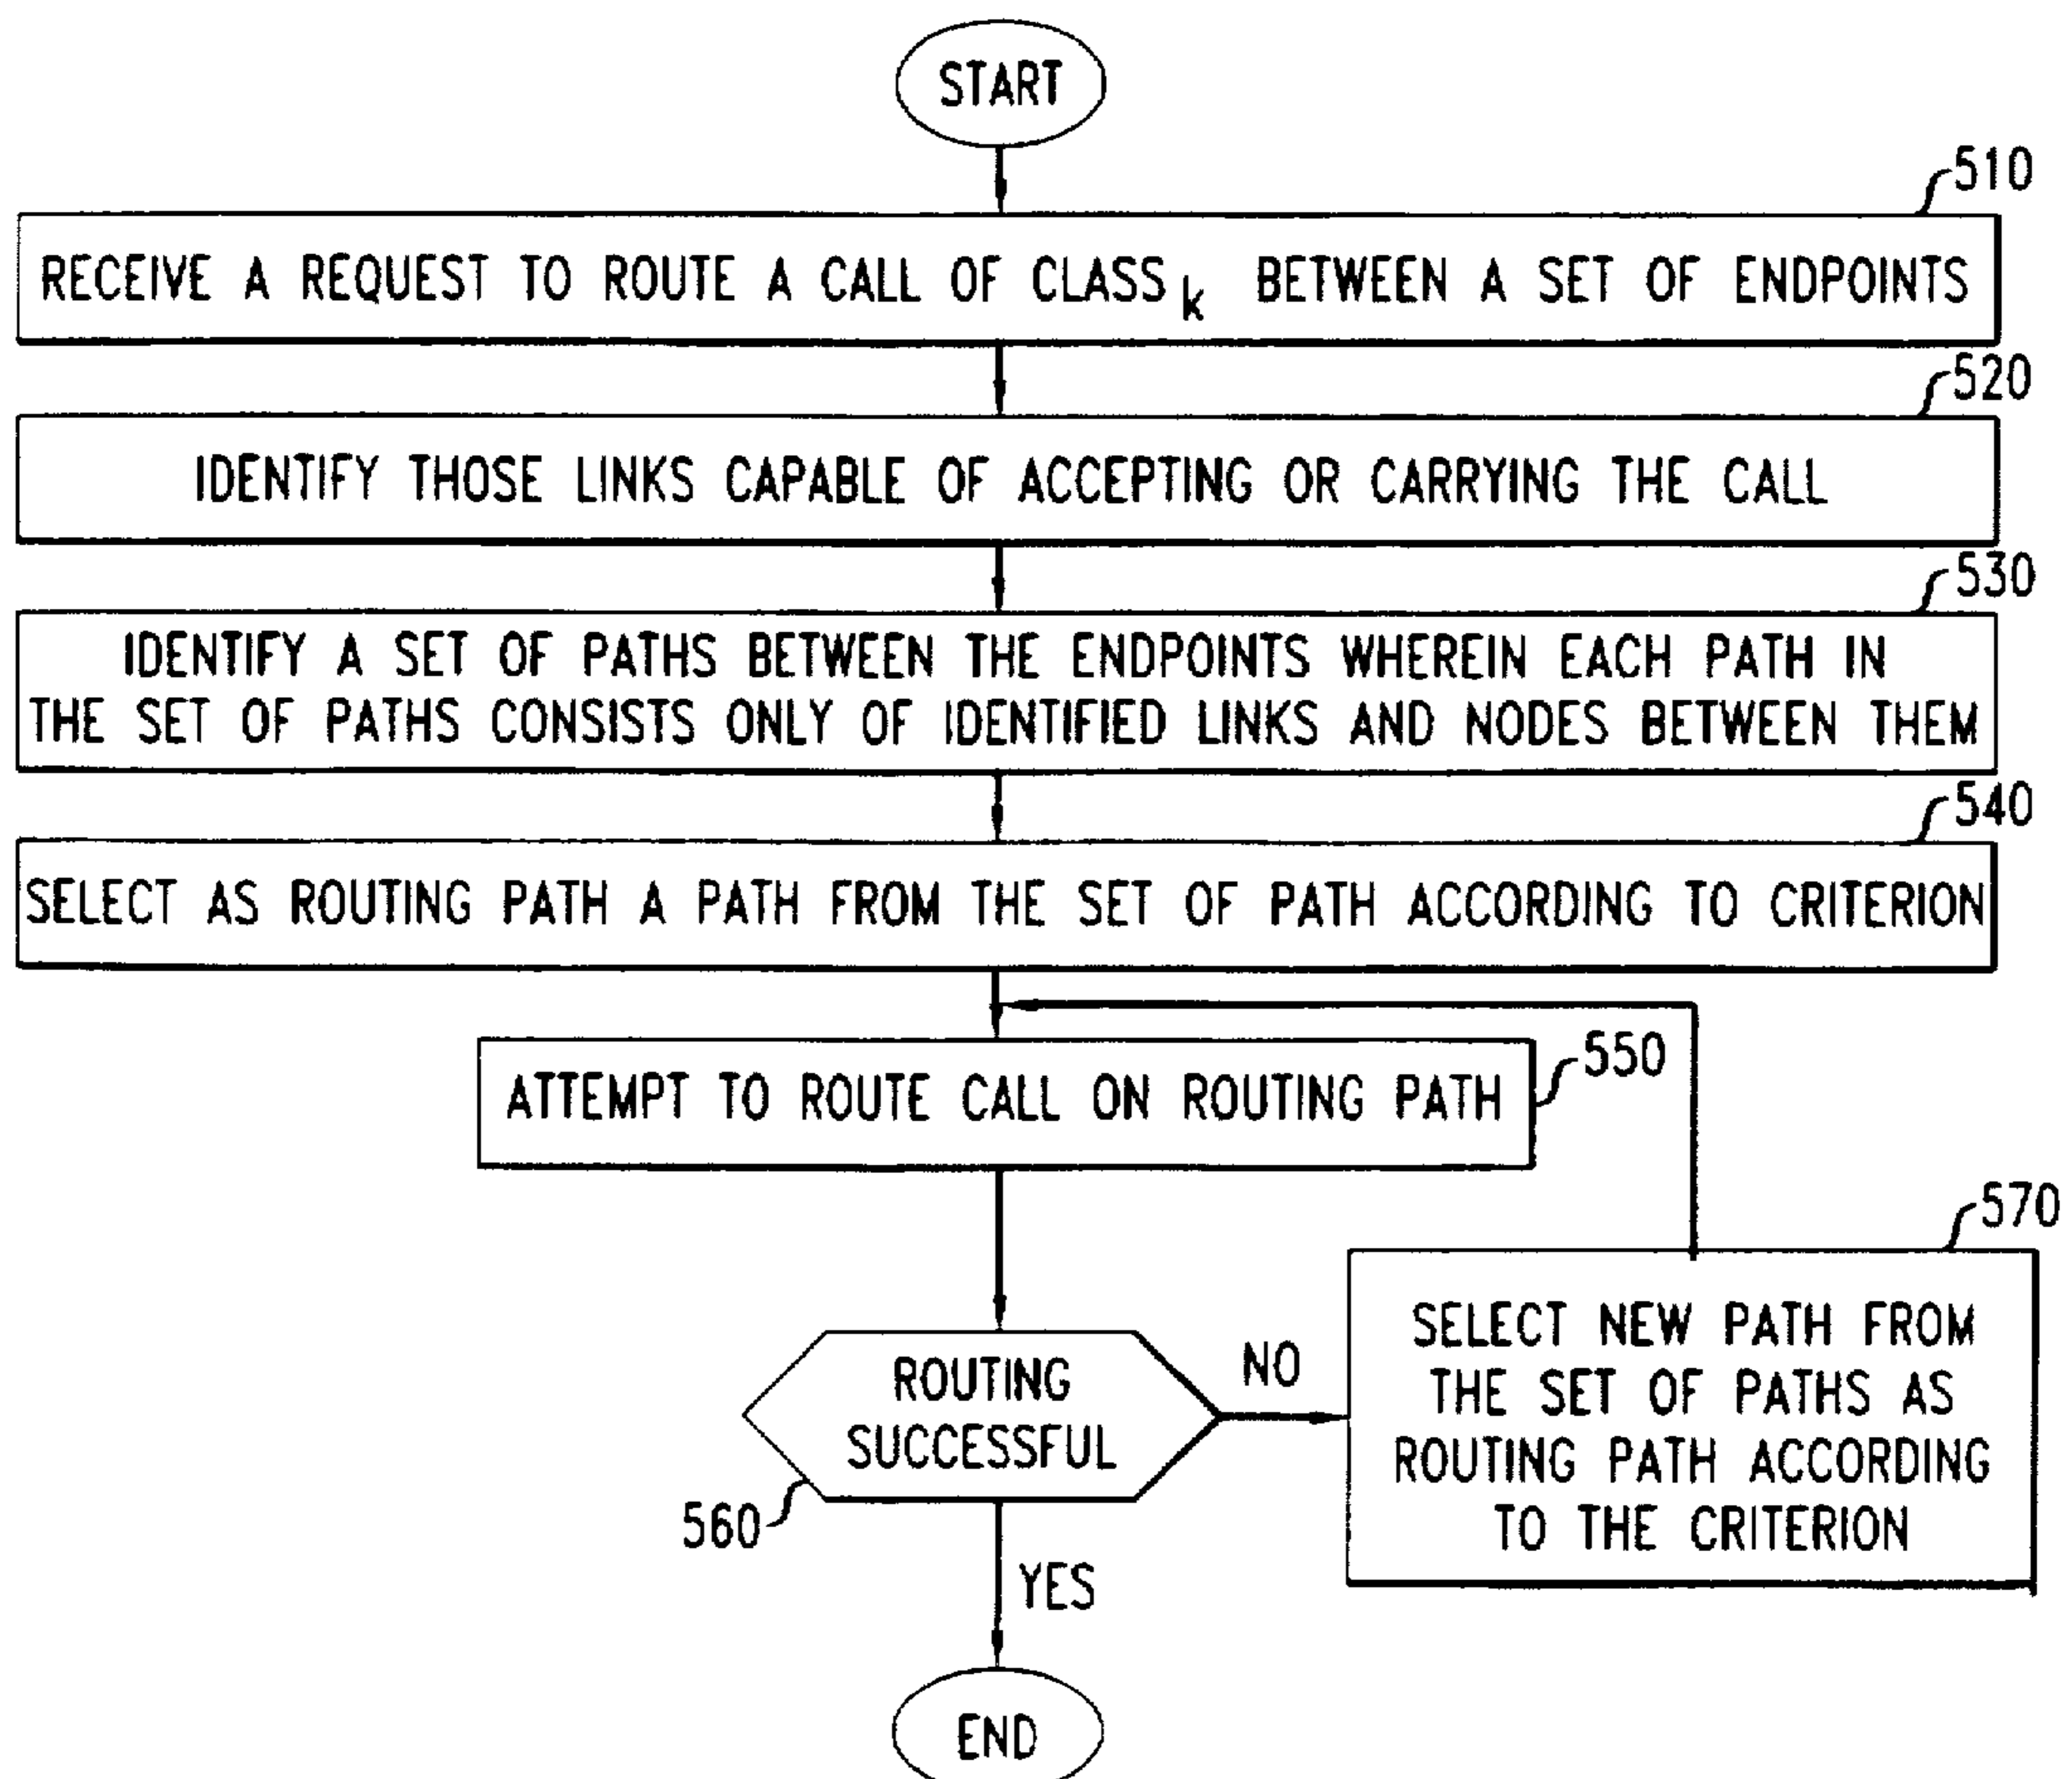 START
510
RECEIVE A REQUEST TO ROUTE A CALL OF CLASS k BETWEEN A SET OF ENDPOINTS
520
IDENTIFY THOSE LINKS CAPABLE OF ACCEPTING OR CARRYING THE CALL
530
IDENTIFY A SET OF PATHS BETWEEN THE ENDPOINTS WHEREIN EACH PATH IN
THE SET OF PATHS CONSISTS ONLY OF IDENTIFIED LINKS AND NODES BETWEEN THEM
540
SELECT AS ROUTING PATH A PATH FROM THE SET OF PATH ACCORDING TO CRITERION
550
ATTEMPT TO ROUTE CALL ON ROUTING PATH
570
ROUTING
SUCCESSFUL
560
NO
SELECT NEW PATH FROM
THE SET OF PATHS AS
ROUTING PATH ACCORDING
TO THE CRITERION
YES
END